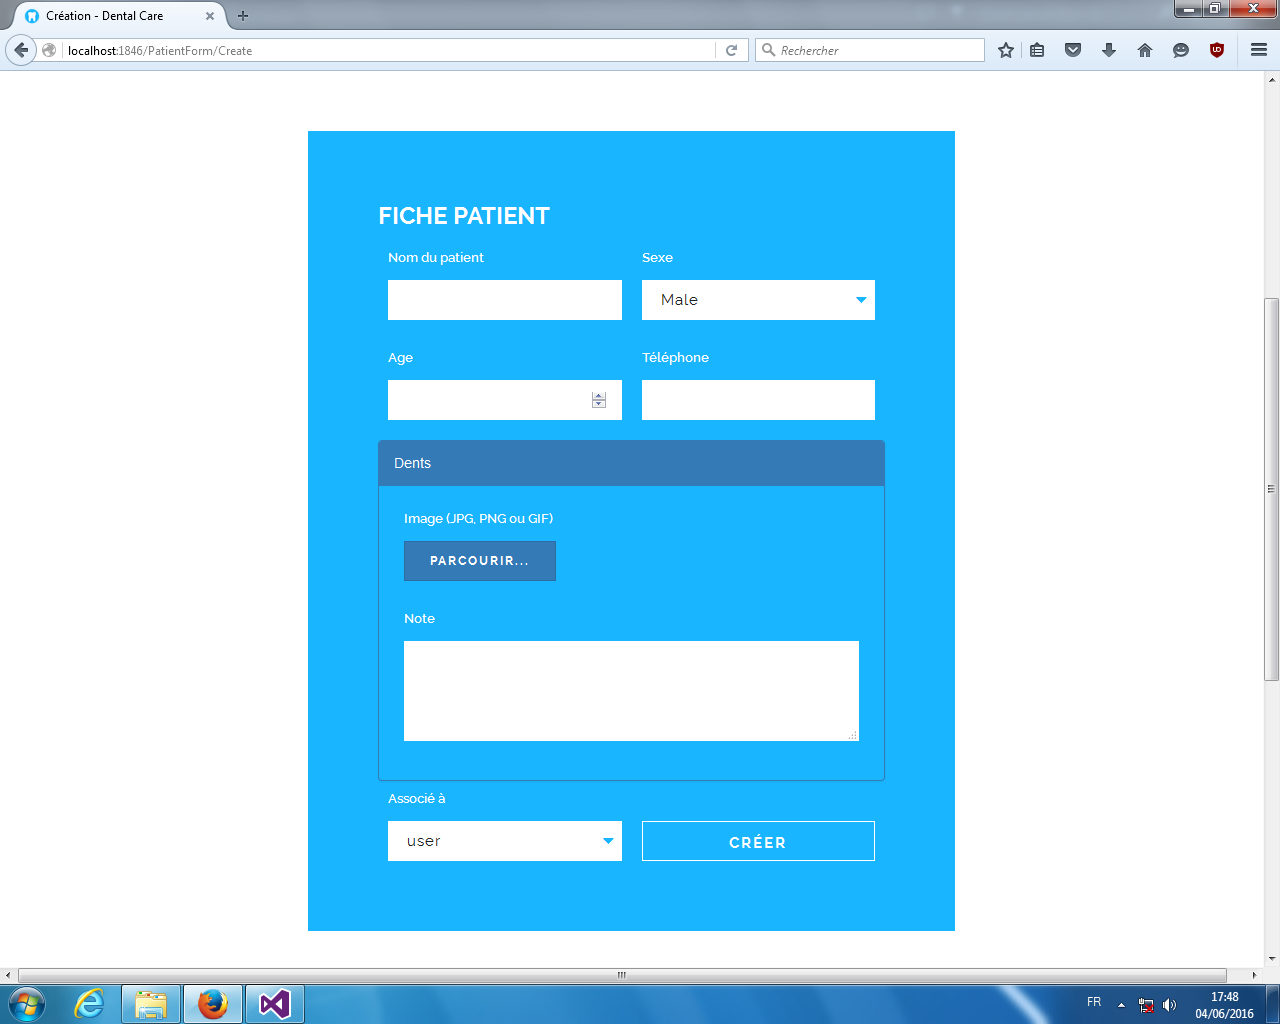 Création - Dental Care
localhost:1846/PatientForm/Create
Rechercher
FICHE PATIENT
Nom du patient
Sexe
Male
Age
Téléphone
Dents
Image (JPG, PNG ou GIF)
PARCOURIR...
Note
Associé à
user
CRÉER
FR
17:48
04/06/2016